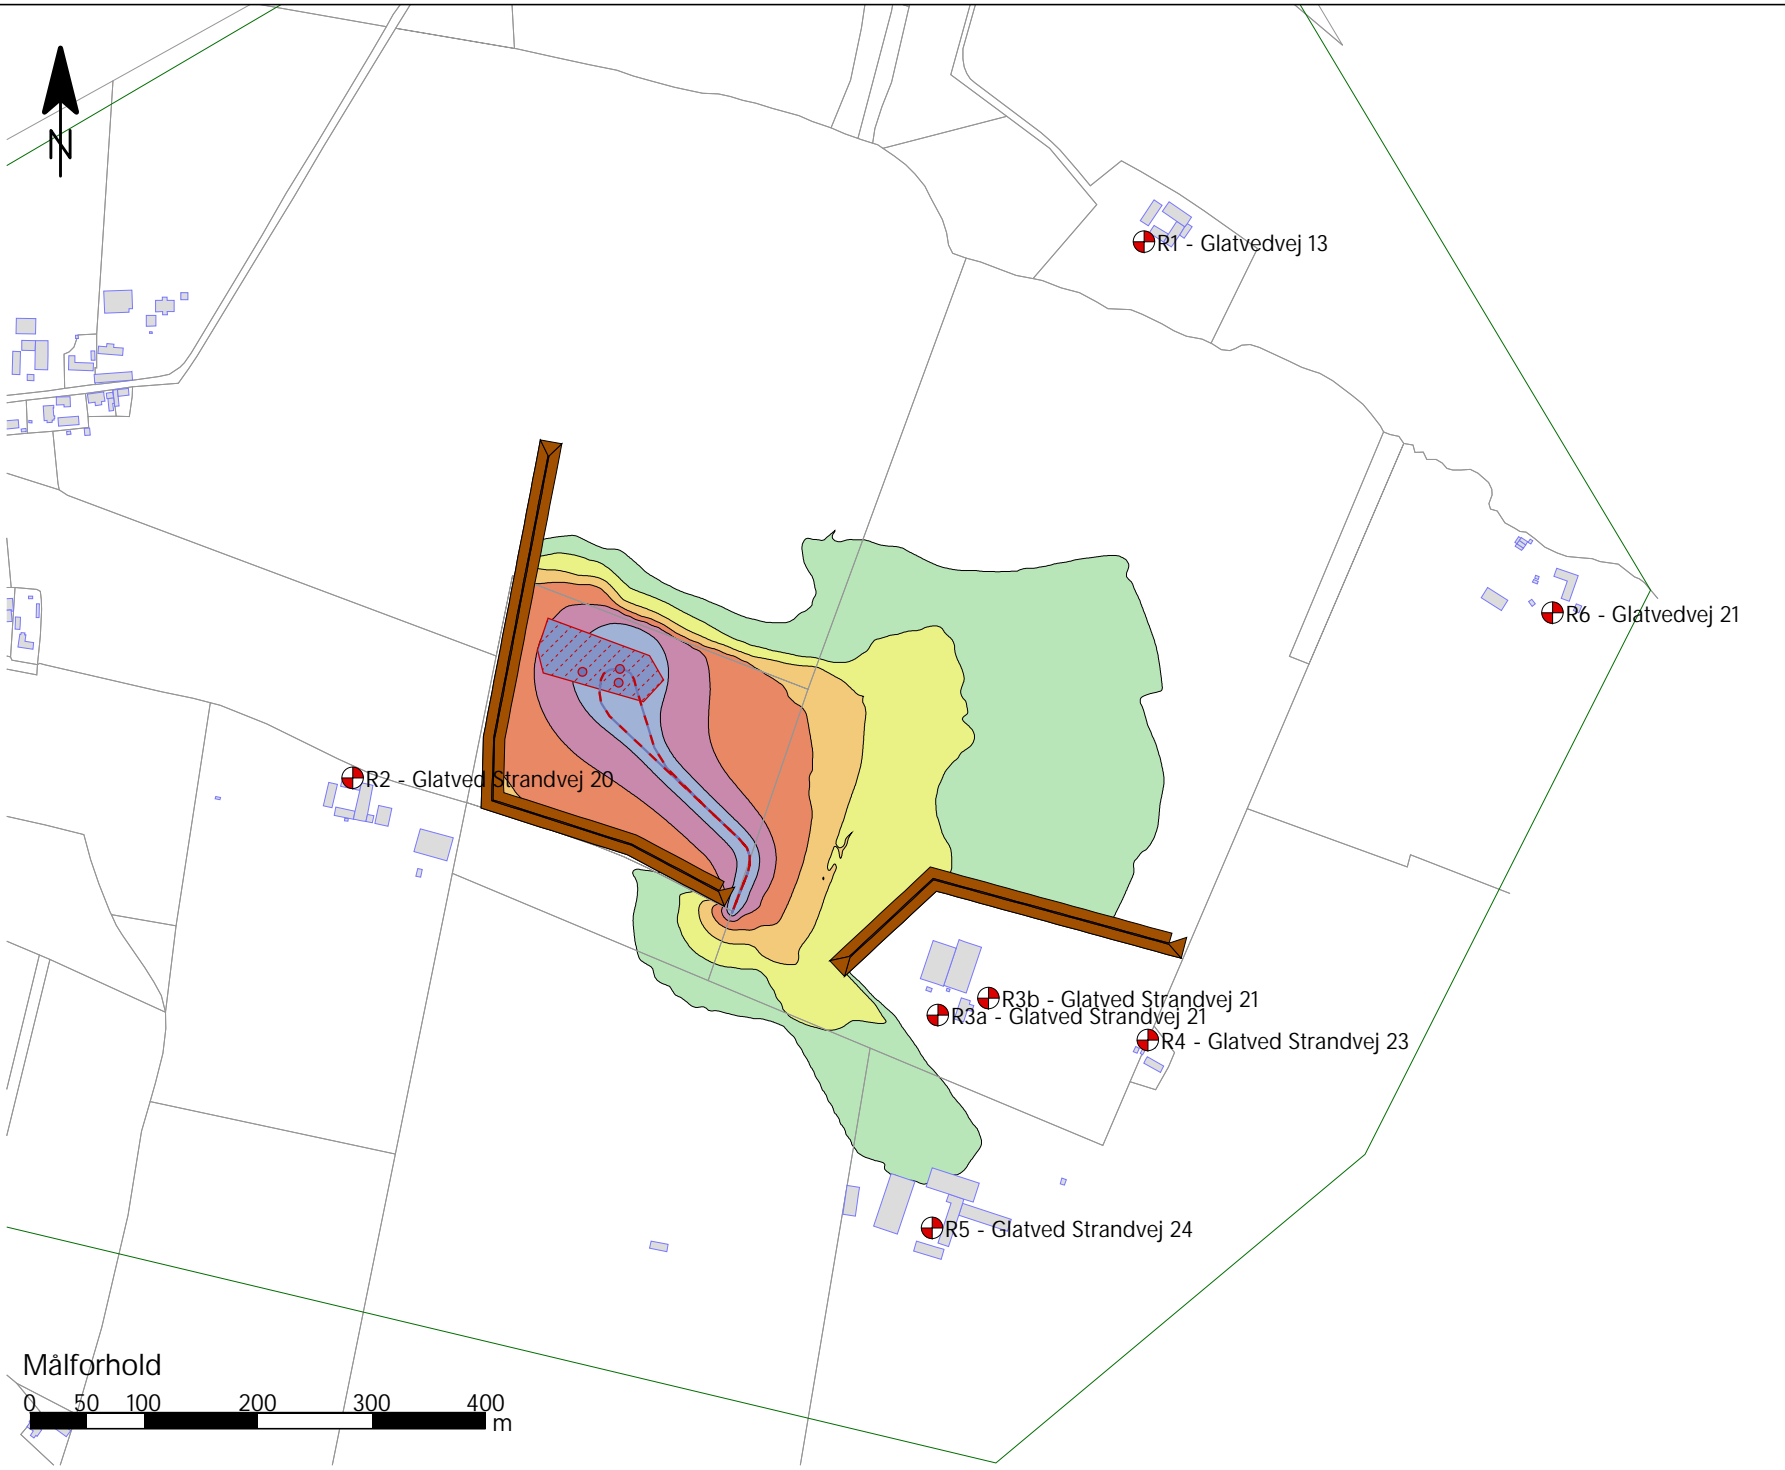 N
R1 - Glatvedvej 13
R6 - Glatvedvej 21
R2 - Glatved Strandvej 20
R3b - Glatved Strandvej 21
R3a - Glatved Strandvej 21
R4 - Glatved Strandvej 23
R5 - Glatved Strandvej 24
Målforhold
0 50 100 200 300 400
m